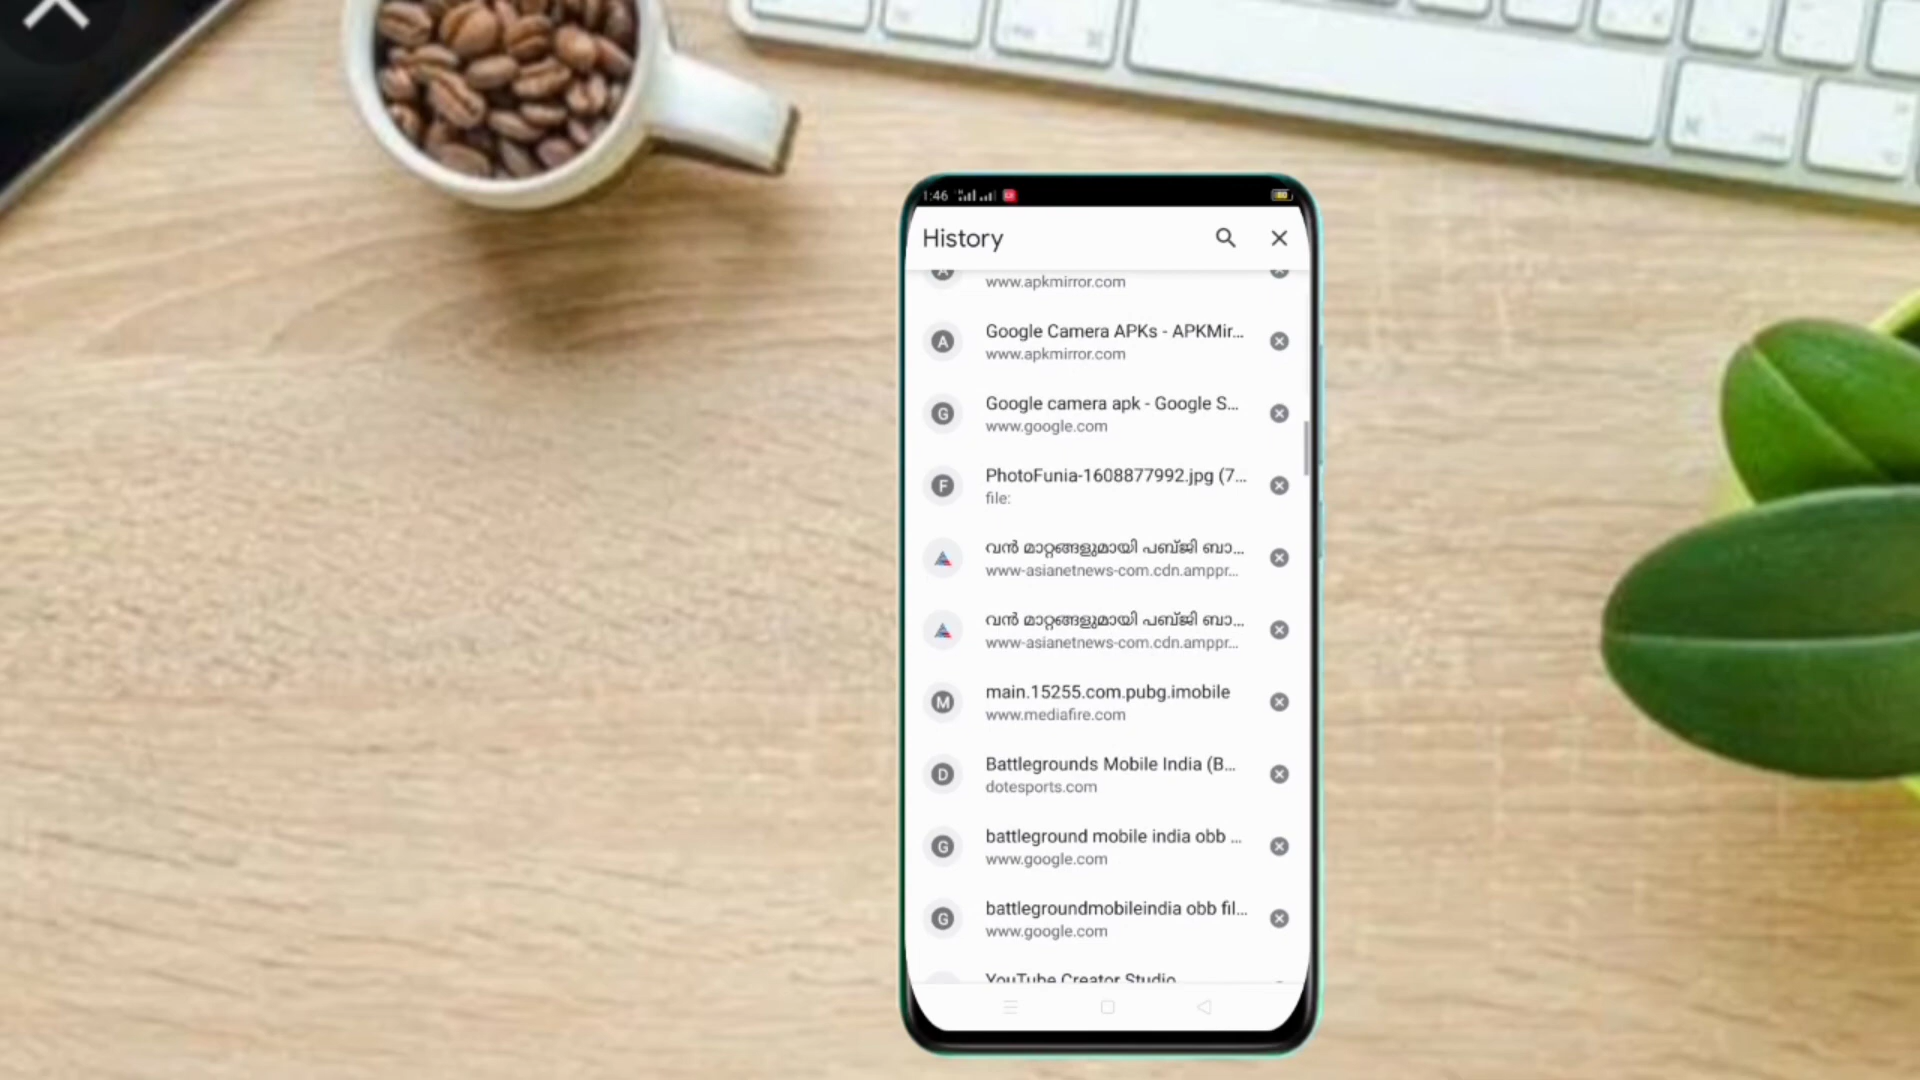 1:46
History
www.apkmirror.com
A
Google Camera APKs - APKMir...
www.apkmirror.com
G
Google camera apk - Google S...
www.google.com
F
PhotoFunia-1608877992.jpg (7...
file:
വൻ മാറ്റങ്ങളുമായി പബ്ജി ബാ...
www-asianetnews-com.cdn.amppr...
വൻ മാറ്റങ്ങളുമായി പബ്ജി ബാ...
www-asianetnews-com.cdn.amppr...
M
main.15255.com.pubg.imobile
www.mediafire.com
D
Battlegrounds Mobile India (B...
dotesports.com
G
battleground mobile india obb ...
www.google.com
G
battlegroundmobileindia obb fil...
www.google.com
YouTube Creator Studio